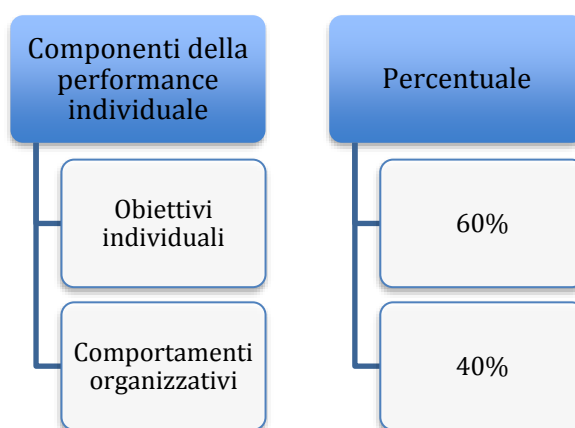 Componenti della
performance
individuale
Obiettivi
individuali
Comportamenti
organizzativi
Percentuale
60%
40%